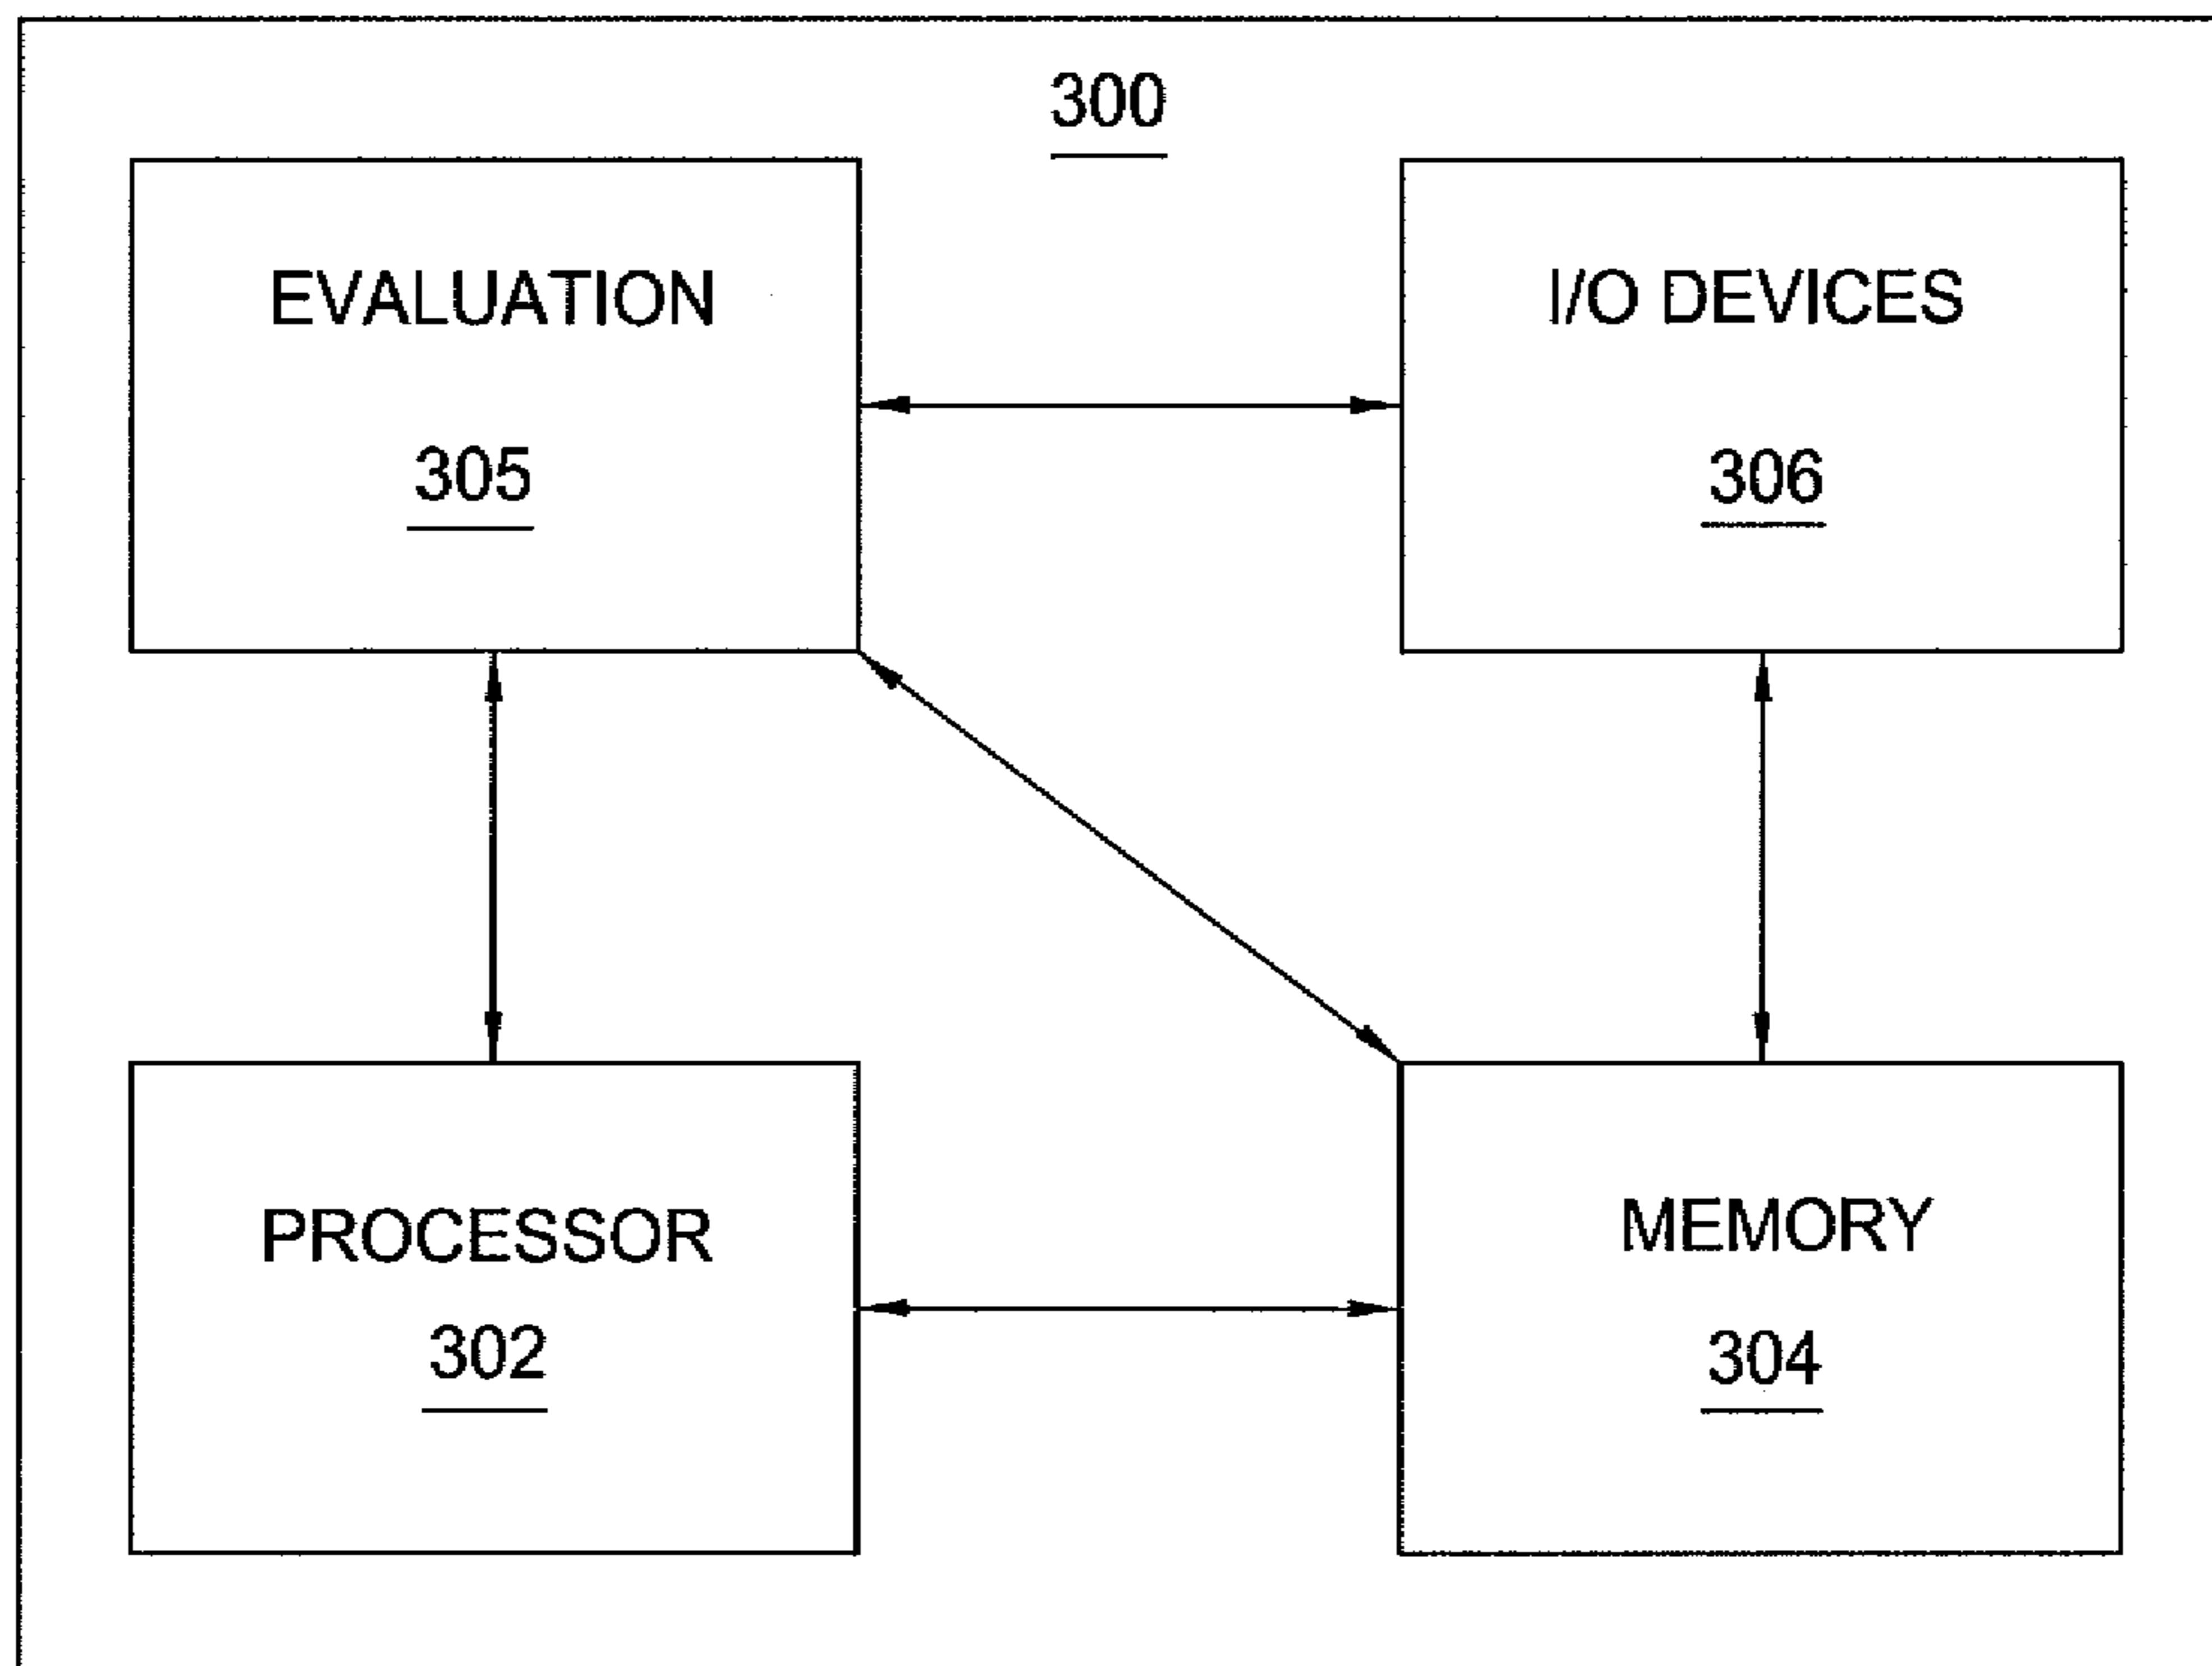 300
EVALUATION
305
I/O DEVICES
306
PROCESSOR
302
MEMORY
304